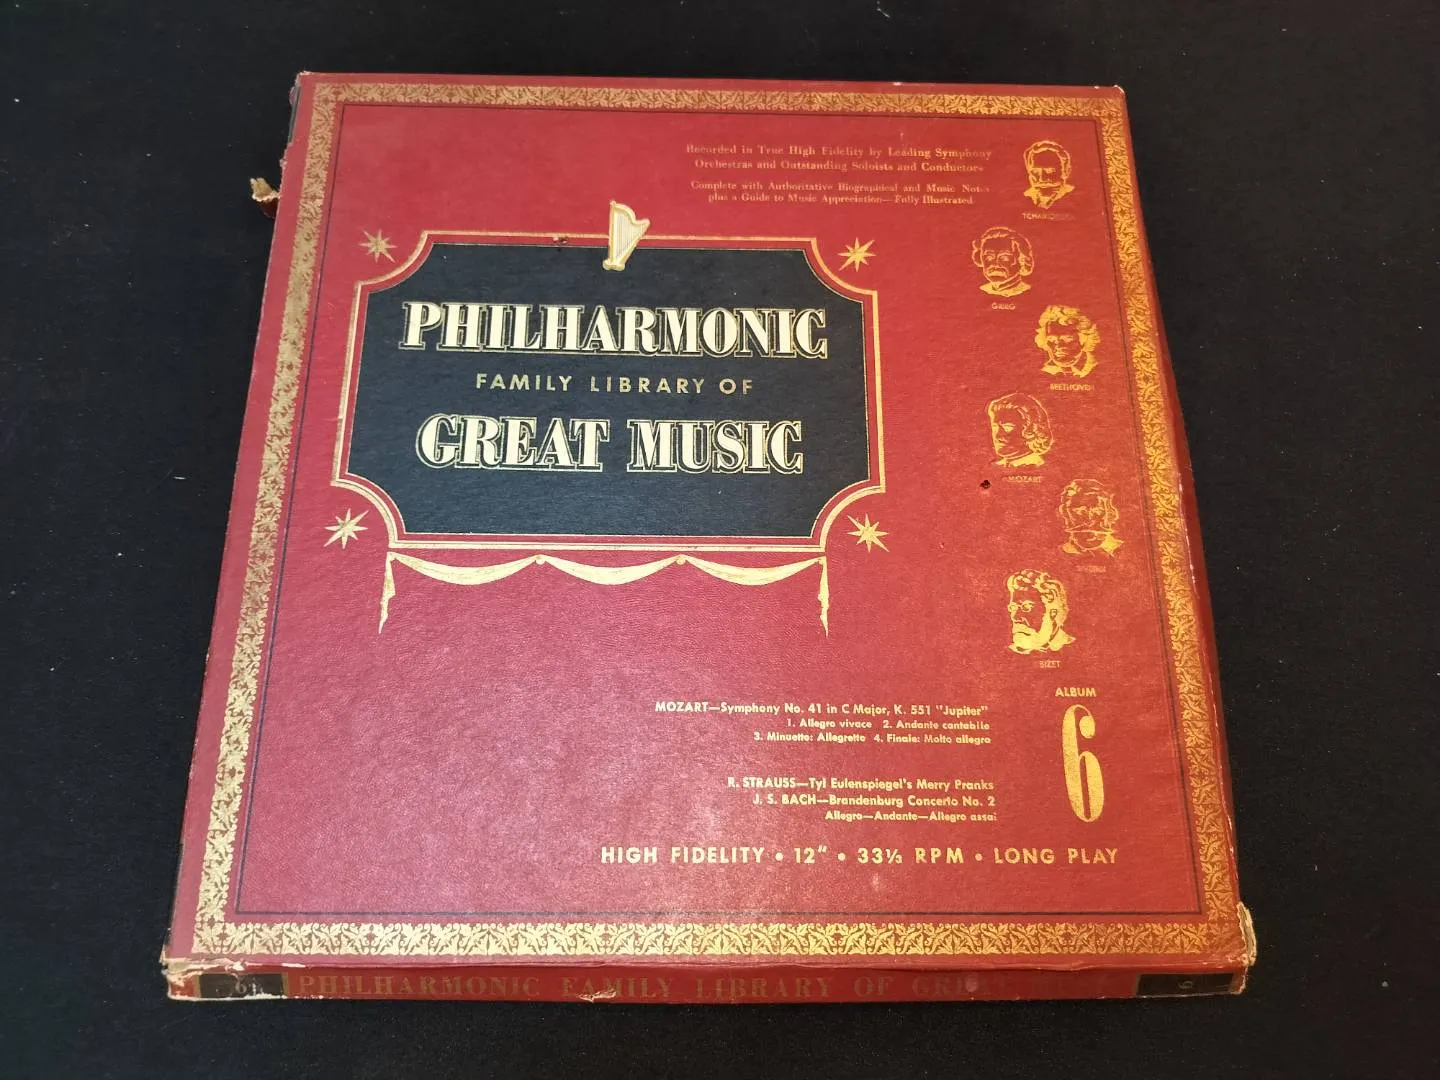 Recorded in True High Fidelity by Leading Symphony
Orchestras and Outstanding Soloists and Conductors
Complete with Authoritative Biographical and Music Notes
plus a Guide to Music Appreciation—Fully Illustrated
TCHAIKOVSKY
GRIEG
BEETHOVEN
MOZART
BIZET
PHILHARMONIC
FAMILY LIBRARY OF
GREAT MUSIC
ALBUM
6
MOZART—Symphony No. 41 in C Major, K. 551 "Jupiter"
1. Allegro vivace 2. Andante cantabile
3. Minuetto: Allegretto 4. Finale: Molto allegro
R. STRAUSS—Tyl Eulenspiegel's Merry Pranks
J. S. BACH—Brandenburg Concerto No. 2
Allegro—Andante—Allegro assai
HIGH FIDELITY • 12" • 33⅓ RPM • LONG PLAY
6 PHILHARMONIC FAMILY LIBRARY OF GREAT 6